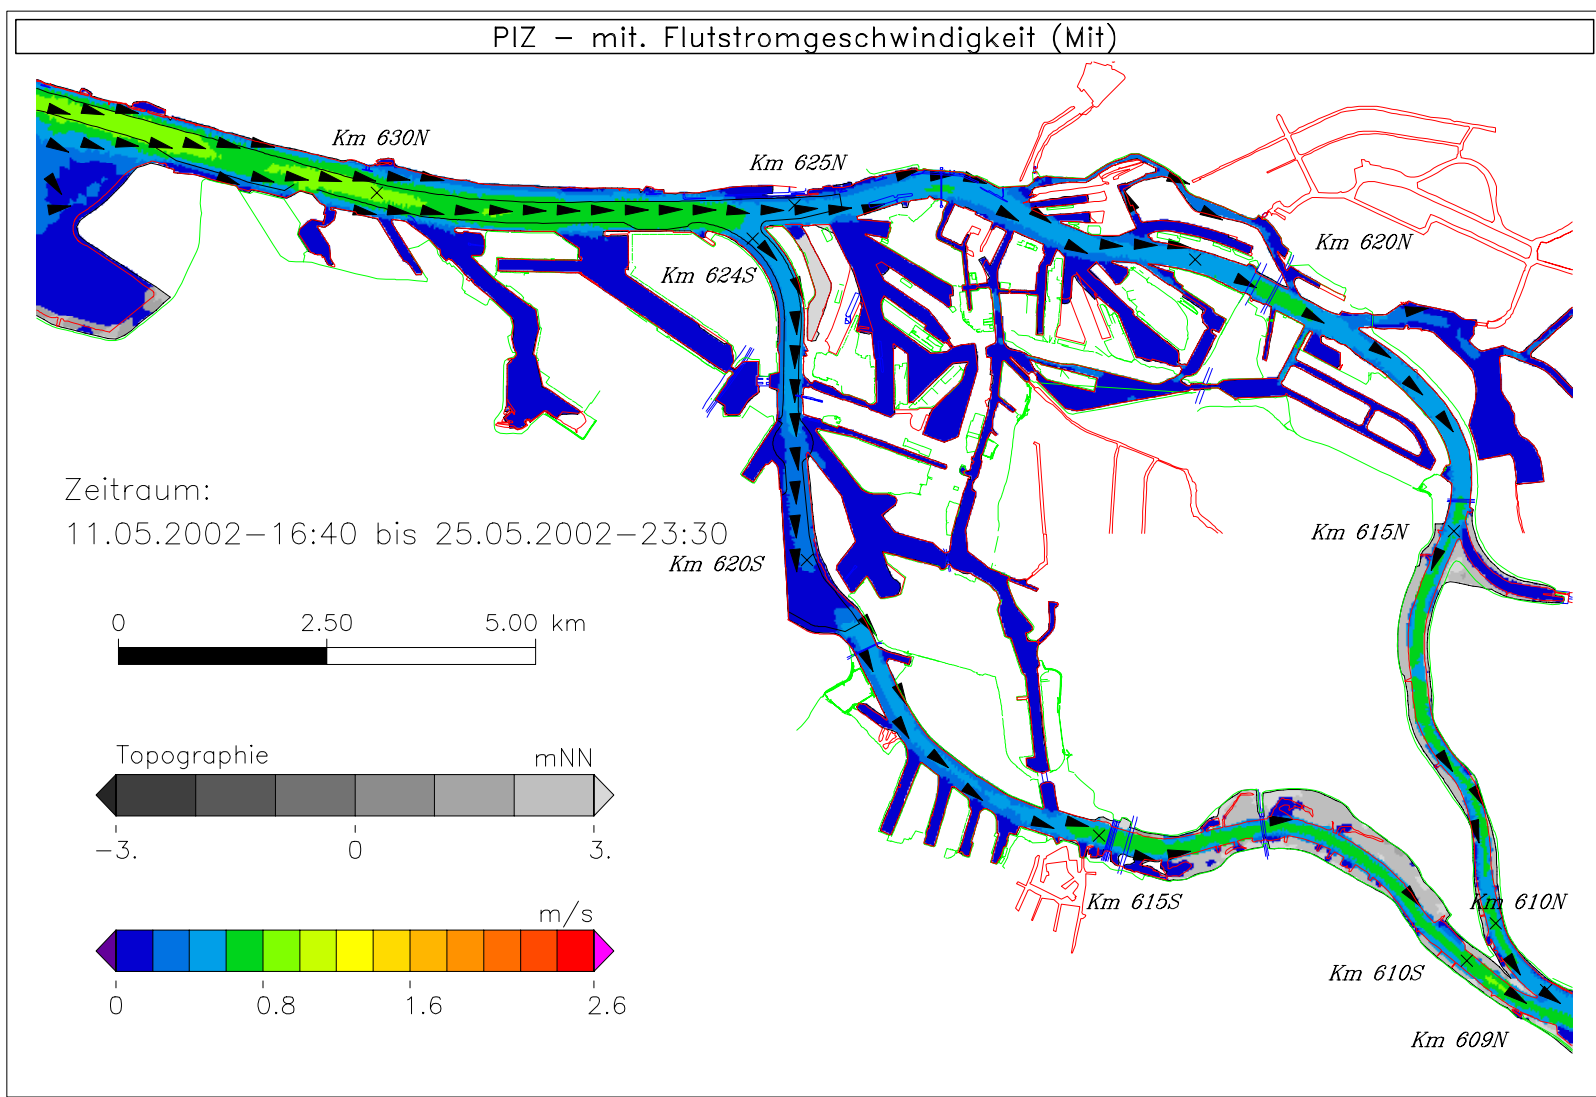 PIZ – mit. Flutstromgeschwindigkeit (Mit)
Km 630N
Km 625N
Km 620N
Km 624S
Zeitraum:
11.05.2002–16:40 bis 25.05.2002–23:30
Km 615N
Km 620S
0 2.50 5.00 km
Topographie mNN
–3. 0 3.
Km 615S
Km 610N
m/s
0 0.8 1.6 2.6
Km 610S
Km 609N